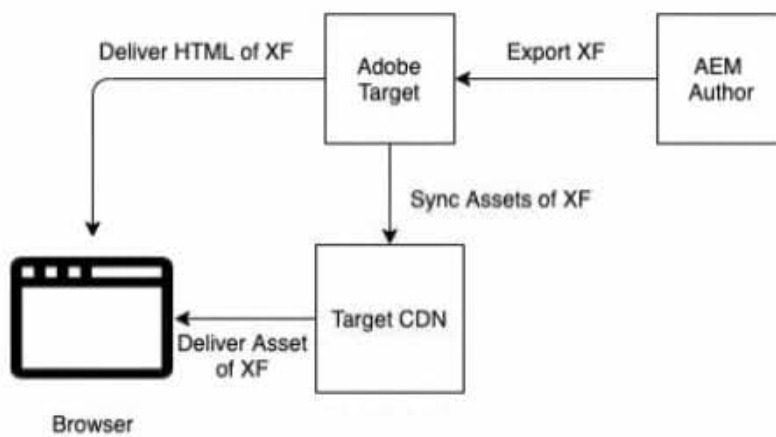 Deliver HTML of XF
Adobe
Target
Export XF
AEM
Author
Sync Assets of XF
Target CDN
Deliver Asset
of XF
Browser